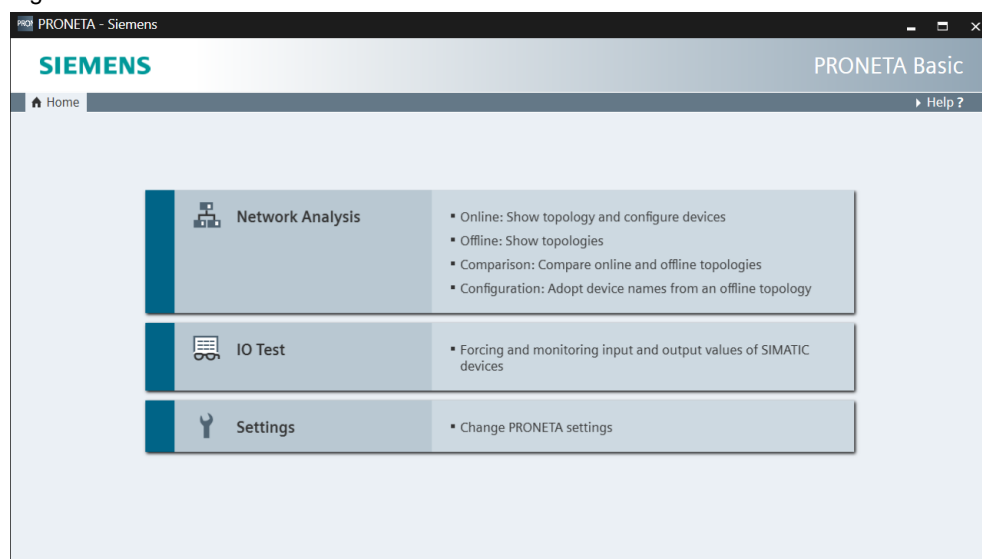 PRONETA - Siemens
SIEMENS
PRONETA Basic
Home
Help ?
Network Analysis
▪ Online: Show topology and configure devices
▪ Offline: Show topologies
▪ Comparison: Compare online and offline topologies
▪ Configuration: Adopt device names from an offline topology
IO Test
▪ Forcing and monitoring input and output values of SIMATIC
devices
Settings
▪ Change PRONETA settings